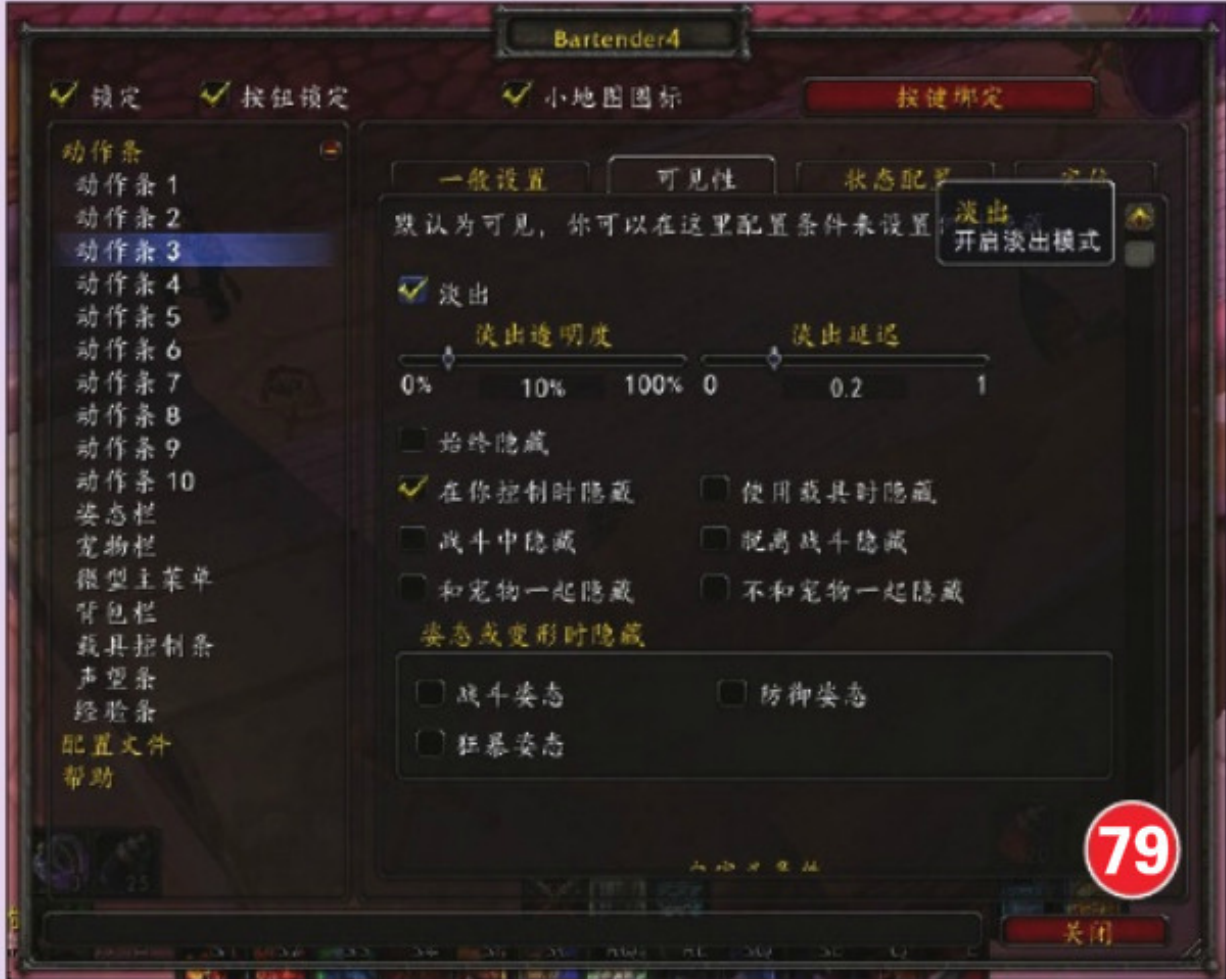 Bartender4
锁定 按钮锁定 小地图图标 按键绑定
动作条
动作条 1
动作条 2
动作条 3
动作条 4
动作条 5
动作条 6
动作条 7
动作条 8
动作条 9
动作条 10
姿态栏
宠物栏
微型主菜单
背包栏
载具控制条
声望条
经验条
配置文件
帮助
一般设置 可见性 状态配置
默认为可见，你可以在这里配置条件来设置
淡出
开启淡出模式
淡出
淡出透明度 淡出延迟
0% 10% 100% 0 0.2 1
始终隐藏
在你控制时隐藏 使用载具时隐藏
战斗中隐藏 脱离战斗隐藏
和宠物一起隐藏 不和宠物一起隐藏
姿态或变形时隐藏
战斗姿态 防御姿态
狂暴姿态
79
25
关闭